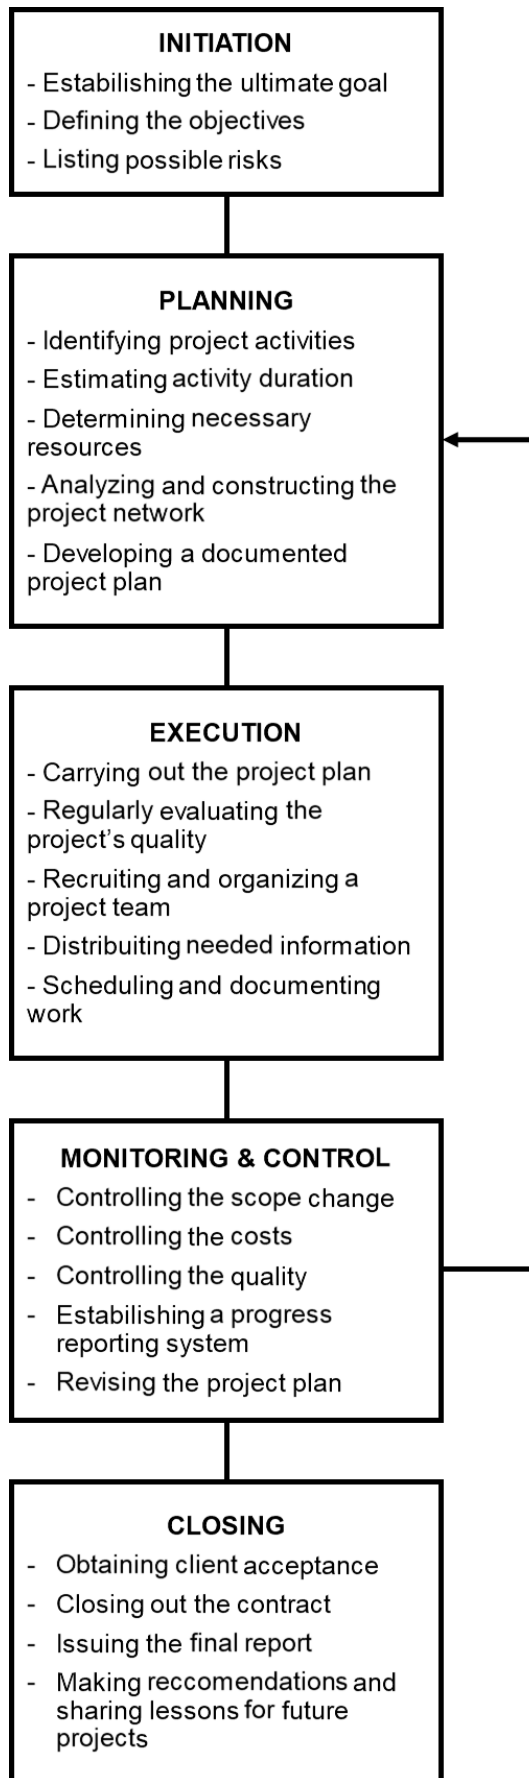 INITIATION
- Estabilishing the ultimate goal
- Defining the objectives
- Listing possible risks
PLANNING
- Identifying project activities
- Estimating activity duration
- Determining necessary
resources
- Analyzing and constructing the
project network
- Developing a documented
project plan
EXECUTION
- Carrying out the project plan
- Regularly evaluating the
project's quality
- Recruiting and organizing a
project team
- Distribuiting needed information
- Scheduling and documenting
work
MONITORING & CONTROL
- Controlling the scope change
- Controlling the costs
- Controlling the quality
- Estabilishing a progress
reporting system
- Revising the project plan
CLOSING
- Obtaining client acceptance
- Closing out the contract
- Issuing the final report
- Making reccomendations and
sharing lessons for future
projects